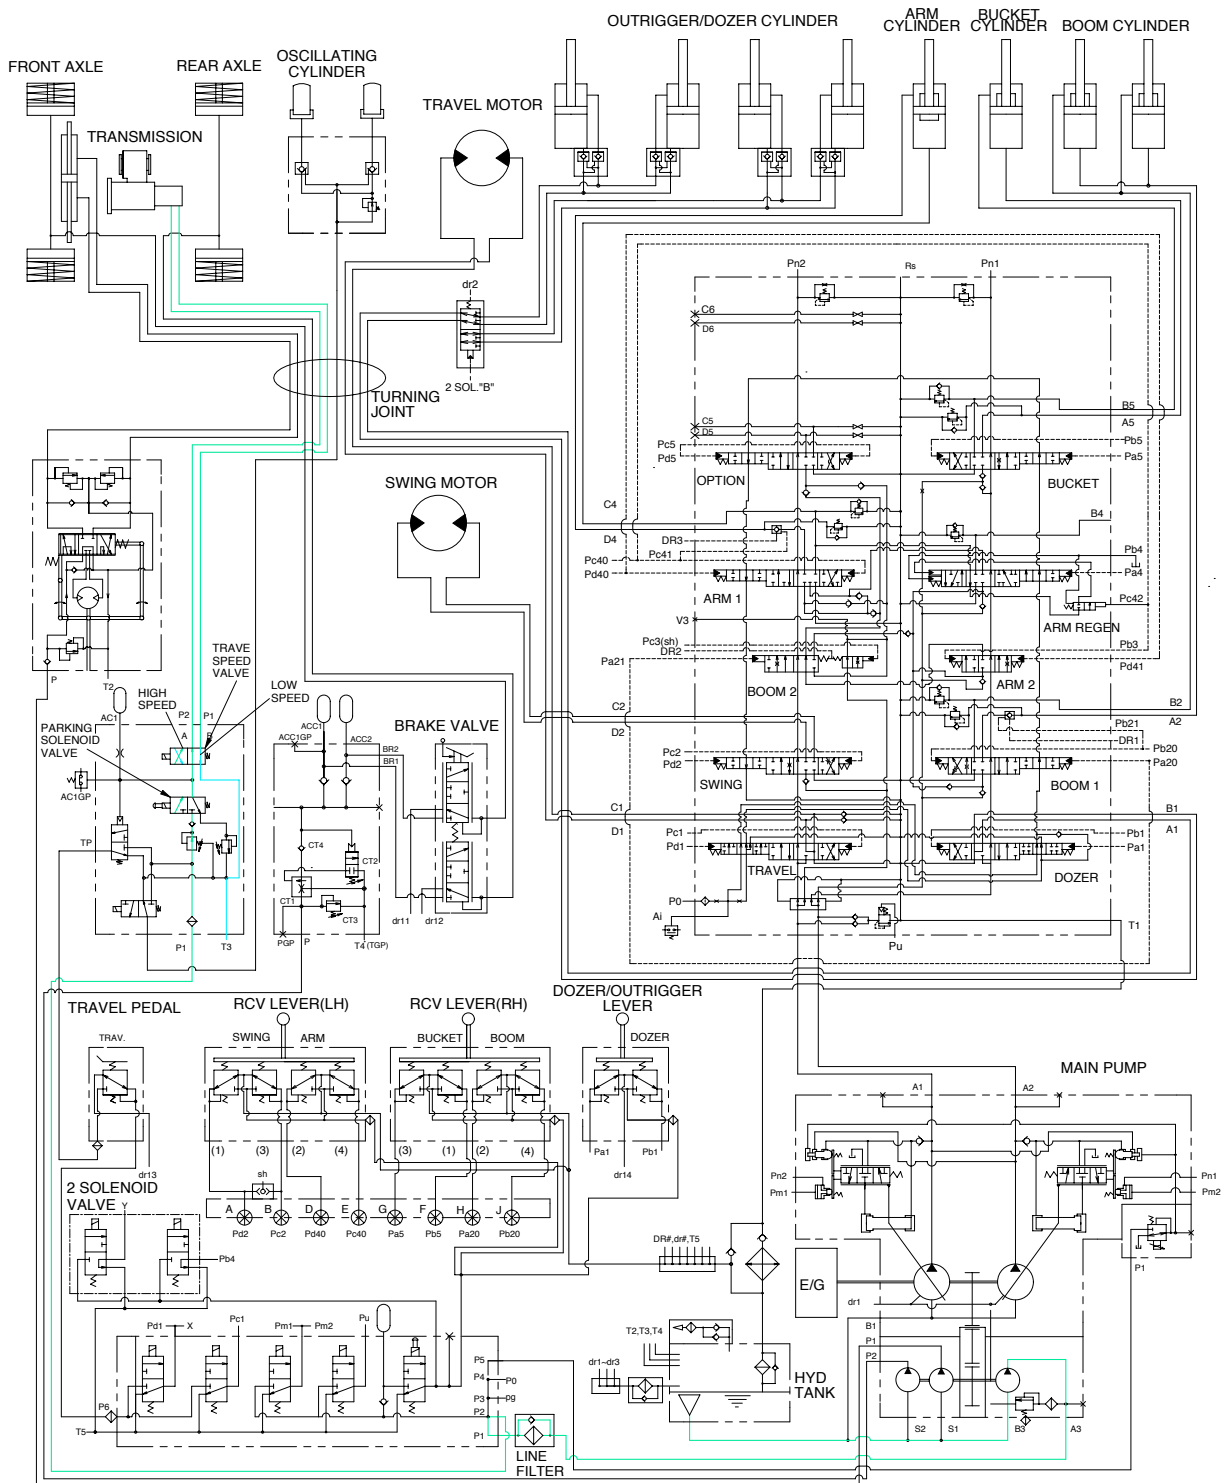 OUTRIGGER/DOZER CYLINDER
ARM
CYLINDER
BUCKET
CYLINDER
BOOM CYLINDER
FRONT AXLE
REAR AXLE
OSCILLATING
CYLINDER
TRAVEL MOTOR
TRANSMISSION
dr2
2 SOL."B"
TURNING
JOINT
Pn2
Rs
Pn1
C6
D6
C5
D5
B5
A5
Pc5
Pd5
Pb5
Pa5
OPTION
BUCKET
SWING MOTOR
C4
D4
B4
DR3
Pc41
Pc40
Pd40
Pb4
Pa4
ARM 1
Pc42
ARM REGEN
V3
Pc3(sh)
DR2
Pa21
Pb3
Pd41
BOOM 2
ARM 2
P
T2
TRAVE
SPEED
VALVE
HIGH
SPEED
LOW
SPEED
AC1
P2
P1
A
B
PARKING
SOLENOID
VALVE
AC1GP
TP
P1
T3
ACC1
ACC1GP
ACC2
BR2
BR1
BRAKE VALVE
CT4
CT2
CT1
CT3
PGP
P
T4 (TGP)
dr11
dr12
C2
D2
B2
A2
Pb21
DR1
Pc2
Pd2
Pb20
Pa20
SWING
BOOM 1
C1
D1
B1
A1
Pc1
Pd1
Pb1
Pa1
TRAVEL
DOZER
P0
Ai
Pu
T1
TRAVEL PEDAL
RCV LEVER(LH)
RCV LEVER(RH)
DOZER/OUTRIGGER
LEVER
TRAV.
SWING
ARM
BUCKET
BOOM
DOZER
MAIN PUMP
A1
A2
(1)
(3)
(2)
(4)
(3)
(1)
(2)
(4)
Pa1
Pb1
dr13
dr14
sh
2 SOLENOID
VALVE
Y
Pb4
A
B
D
E
G
F
H
J
Pd2
Pc2
Pd40
Pc40
Pa5
Pb5
Pa20
Pb20
Pn2
Pm1
Pn1
Pm2
DR#,dr#,T5
E/G
P1
dr1
Pd1
X
Pc1
Pm1
Pm2
Pu
T2,T3,T4
B1
P1
P2
dr1~dr3
HYD
TANK
P5
P4
P0
P3
pg
P2
P1
P6
T5
LINE
FILTER
S2
S1
B3
A3